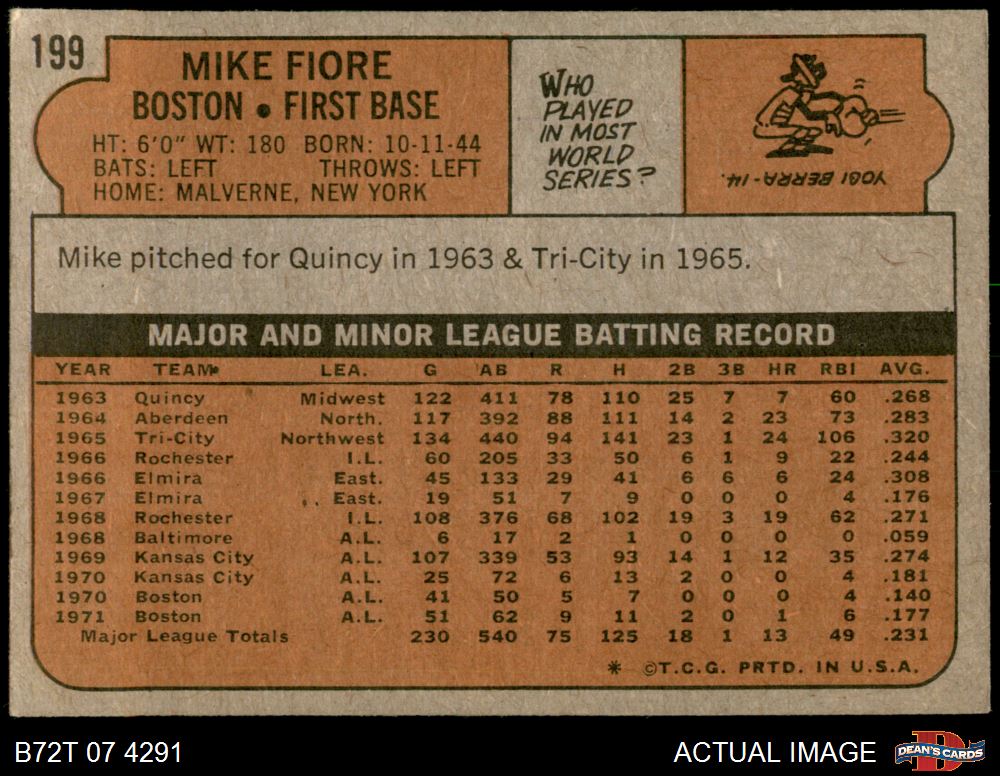 199
MIKE FIORE
BOSTON • FIRST BASE
HT: 6'0" WT: 180 BORN: 10-11-44
BATS: LEFT THROWS: LEFT
HOME: MALVERNE, NEW YORK
WHO
PLAYED
IN MOST
WORLD
SERIES?
YOGI BERRA-14.
Mike pitched for Quincy in 1963 & Tri-City in 1965.
MAJOR AND MINOR LEAGUE BATTING RECORD
YEAR TEAM LEA. G AB R H 2B 3B HR RBI AVG.
1963 Quincy Midwest 122 411 78 110 25 7 7 60 .268
1964 Aberdeen North. 117 392 88 111 14 2 23 73 .283
1965 Tri-City Northwest 134 440 94 141 23 1 24 106 .320
1966 Rochester I.L. 60 205 33 50 6 1 9 22 .244
1966 Elmira East. 45 133 29 41 6 6 6 24 .308
1967 Elmira East. 19 51 7 9 0 0 0 4 .176
1968 Rochester I.L. 108 376 68 102 19 3 19 62 .271
1968 Baltimore A.L. 6 17 2 1 0 0 0 0 .059
1969 Kansas City A.L. 107 339 53 93 14 1 12 35 .274
1970 Kansas City A.L. 25 72 6 13 2 0 0 4 .181
1970 Boston A.L. 41 50 5 7 0 0 0 4 .140
1971 Boston A.L. 51 62 9 11 2 0 1 6 .177
Major League Totals 230 540 75 125 18 1 13 49 .231
* ©T.C.G. PRTD. IN U.S.A.
B72T 07 4291
ACTUAL IMAGE
DEAN'S CARDS